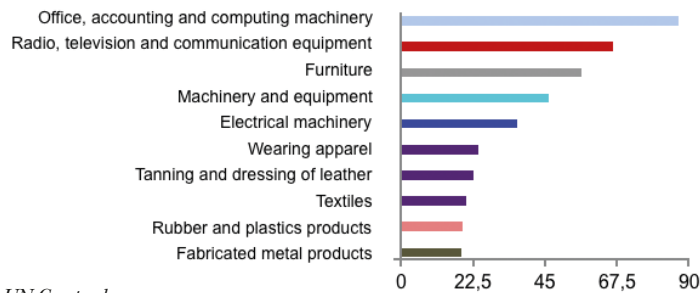 Office, accounting and computing machinery
Radio, television and communication equipment
Furniture
Machinery and equipment
Electrical machinery
Wearing apparel
Tanning and dressing of leather
Textiles
Rubber and plastics products
Fabricated metal products
0 22,5 45 67,5 90
UN